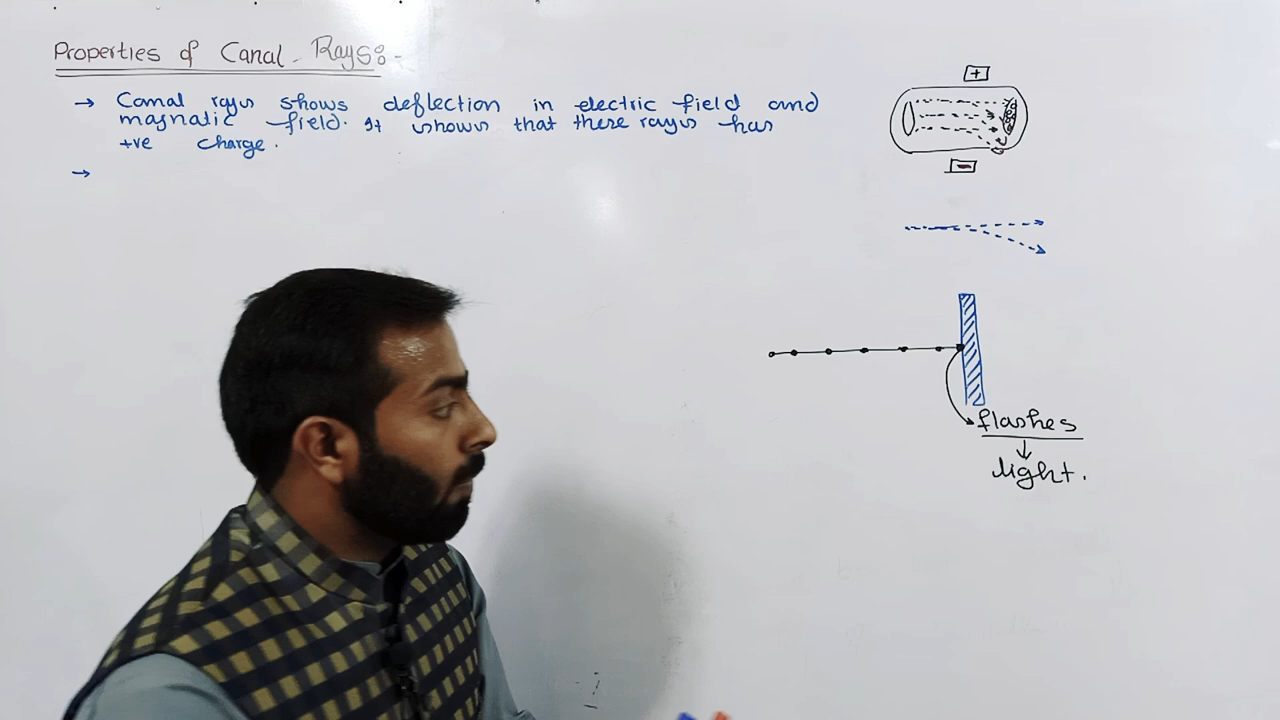 Properties of Canal Rays:-
→ Canal rays shows deflection in electric field and
magnatic field. It shows that these rays has
+ve charge.
→
+
-
flashes
↓
light.